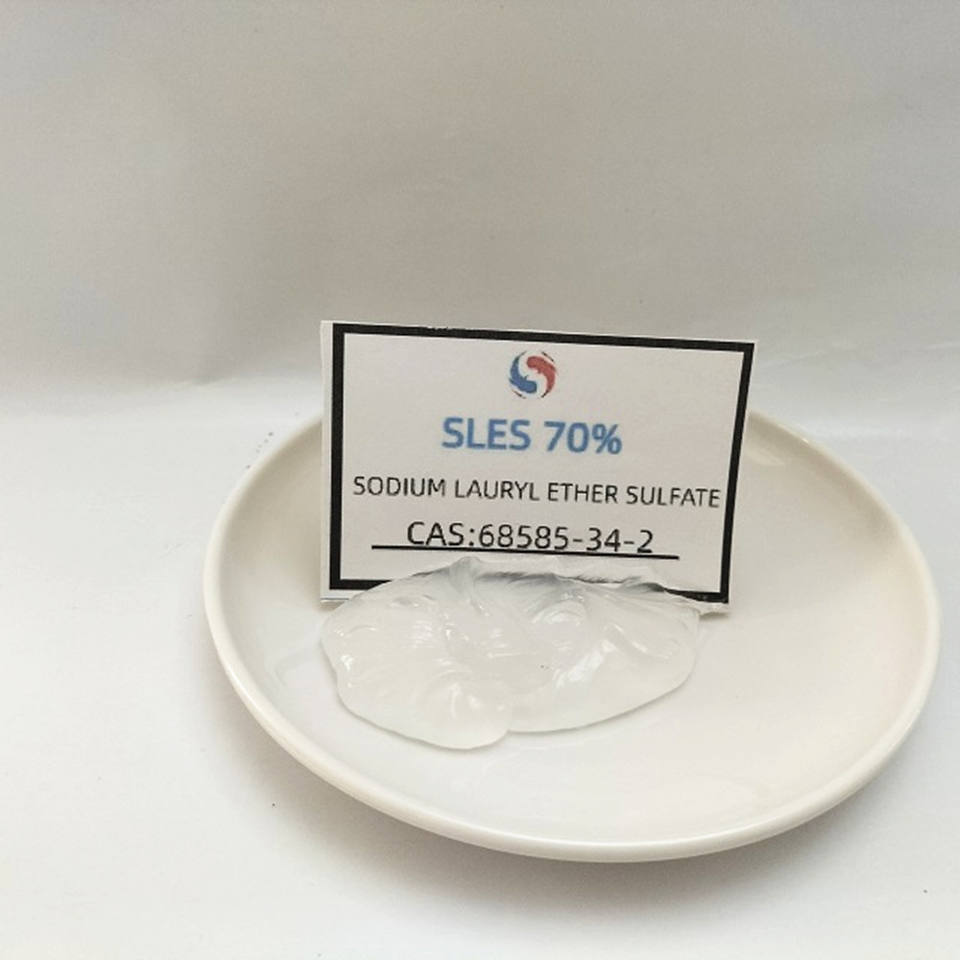 SLES 70%
SODIUM LAURYL ETHER SULFATE
CAS:68585-34-2